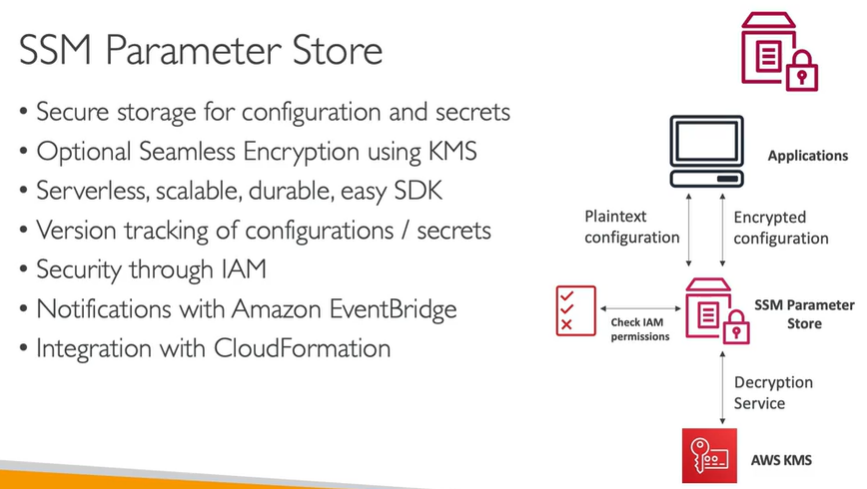 SSM Parameter Store
• Secure storage for configuration and secrets
• Optional Seamless Encryption using KMS
• Serverless, scalable, durable, easy SDK
• Version tracking of configurations / secrets
• Security through IAM
• Notifications with Amazon EventBridge
• Integration with CloudFormation
Applications
Plaintext
configuration
Encrypted
configuration
Check IAM
permissions
SSM Parameter
Store
Decryption
Service
AWS KMS